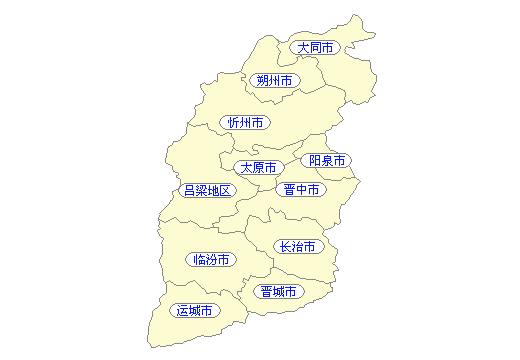 大同市
朔州市
忻州市
阳泉市
太原市
吕梁地区
晋中市
长治市
临汾市
晋城市
运城市